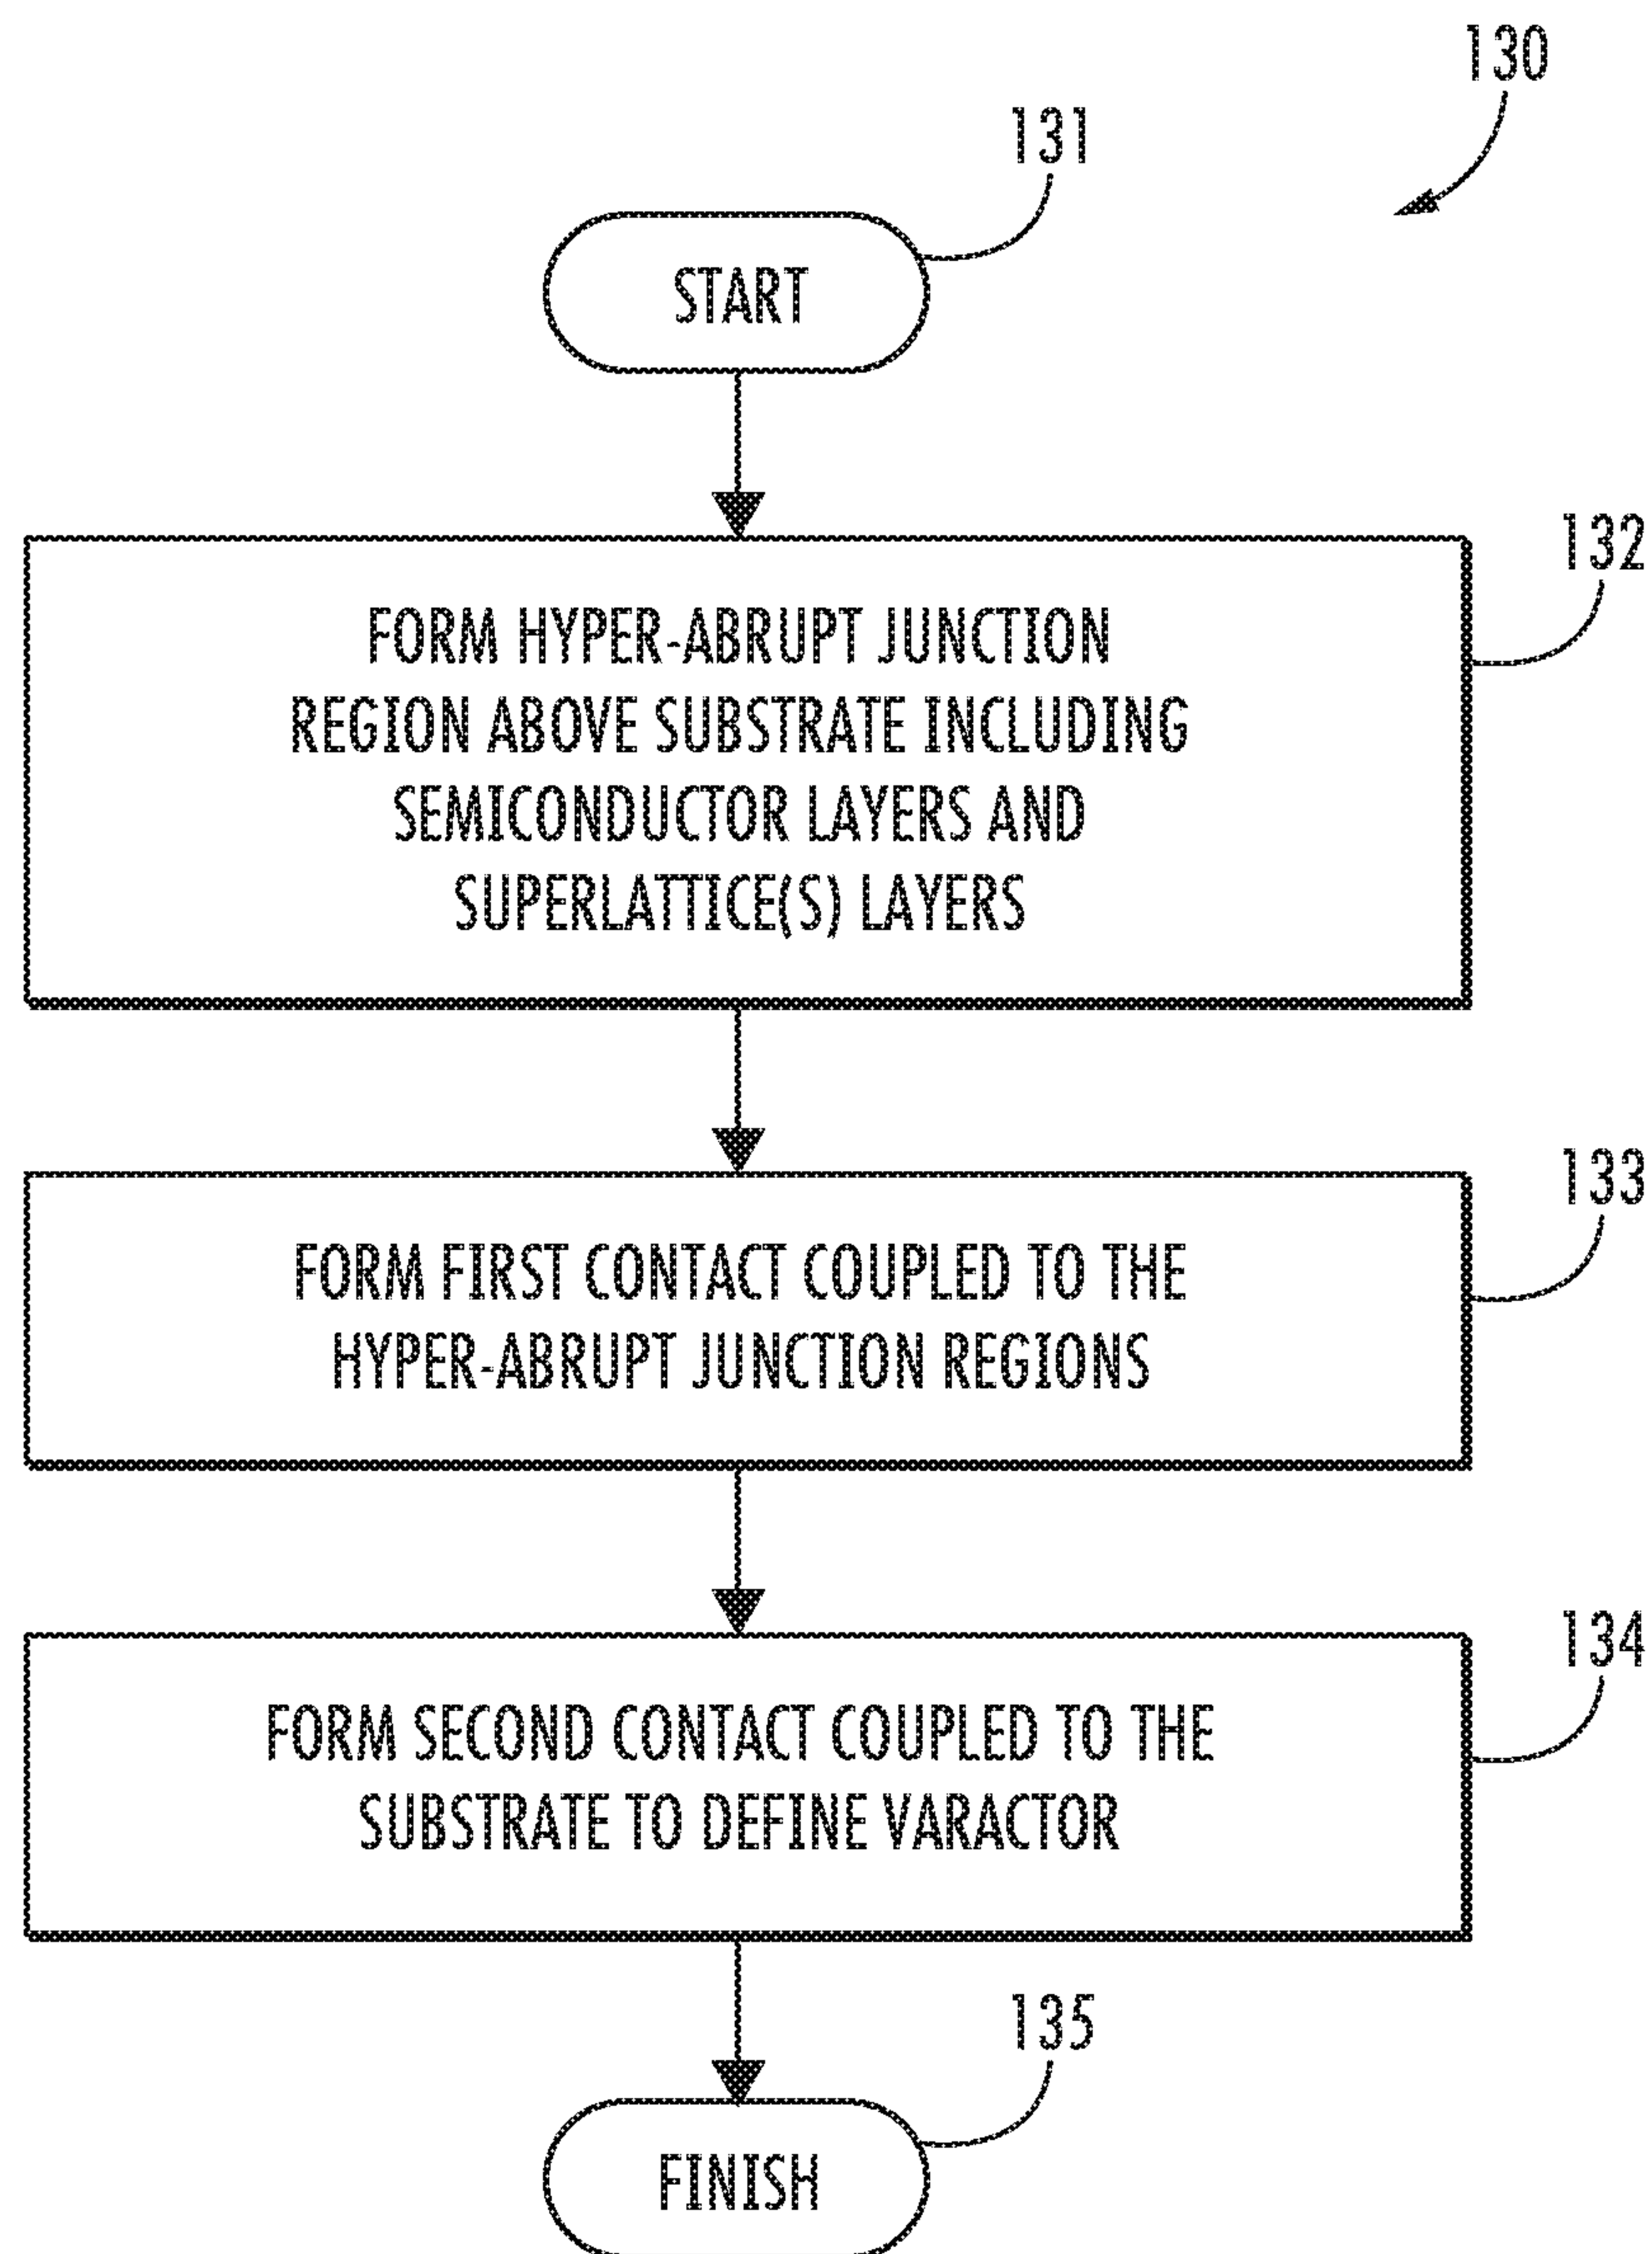 130
131
START
132
FORM HYPER-ABRUPT JUNCTION
REGION ABOVE SUBSTRATE INCLUDING
SEMICONDUCTOR LAYERS AND
SUPERLATTICE(S) LAYERS
133
FORM FIRST CONTACT COUPLED TO THE
HYPER-ABRUPT JUNCTION REGIONS
134
FORM SECOND CONTACT COUPLED TO THE
SUBSTRATE TO DEFINE VARACTOR
135
FINISH